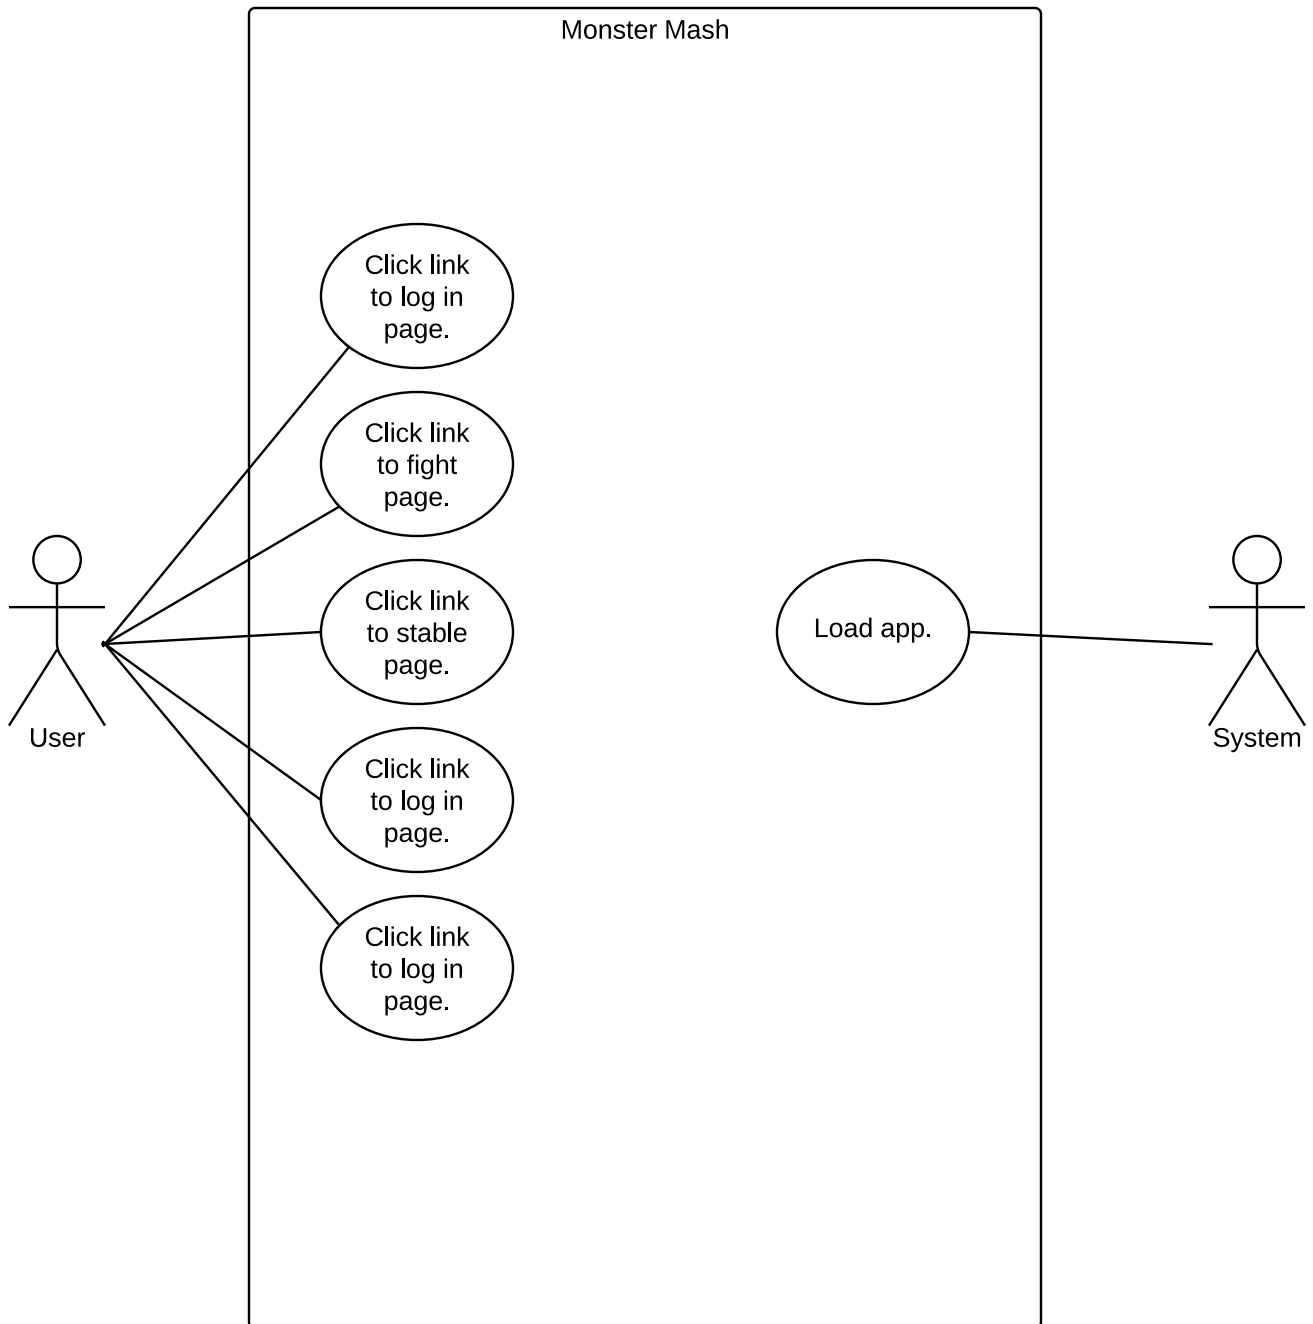 Monster Mash
Click link
to log in
page.
Click link
to fight
page.
Click link
to stable
page.
Load app.
User
System
Click link
to log in
page.
Click link
to log in
page.